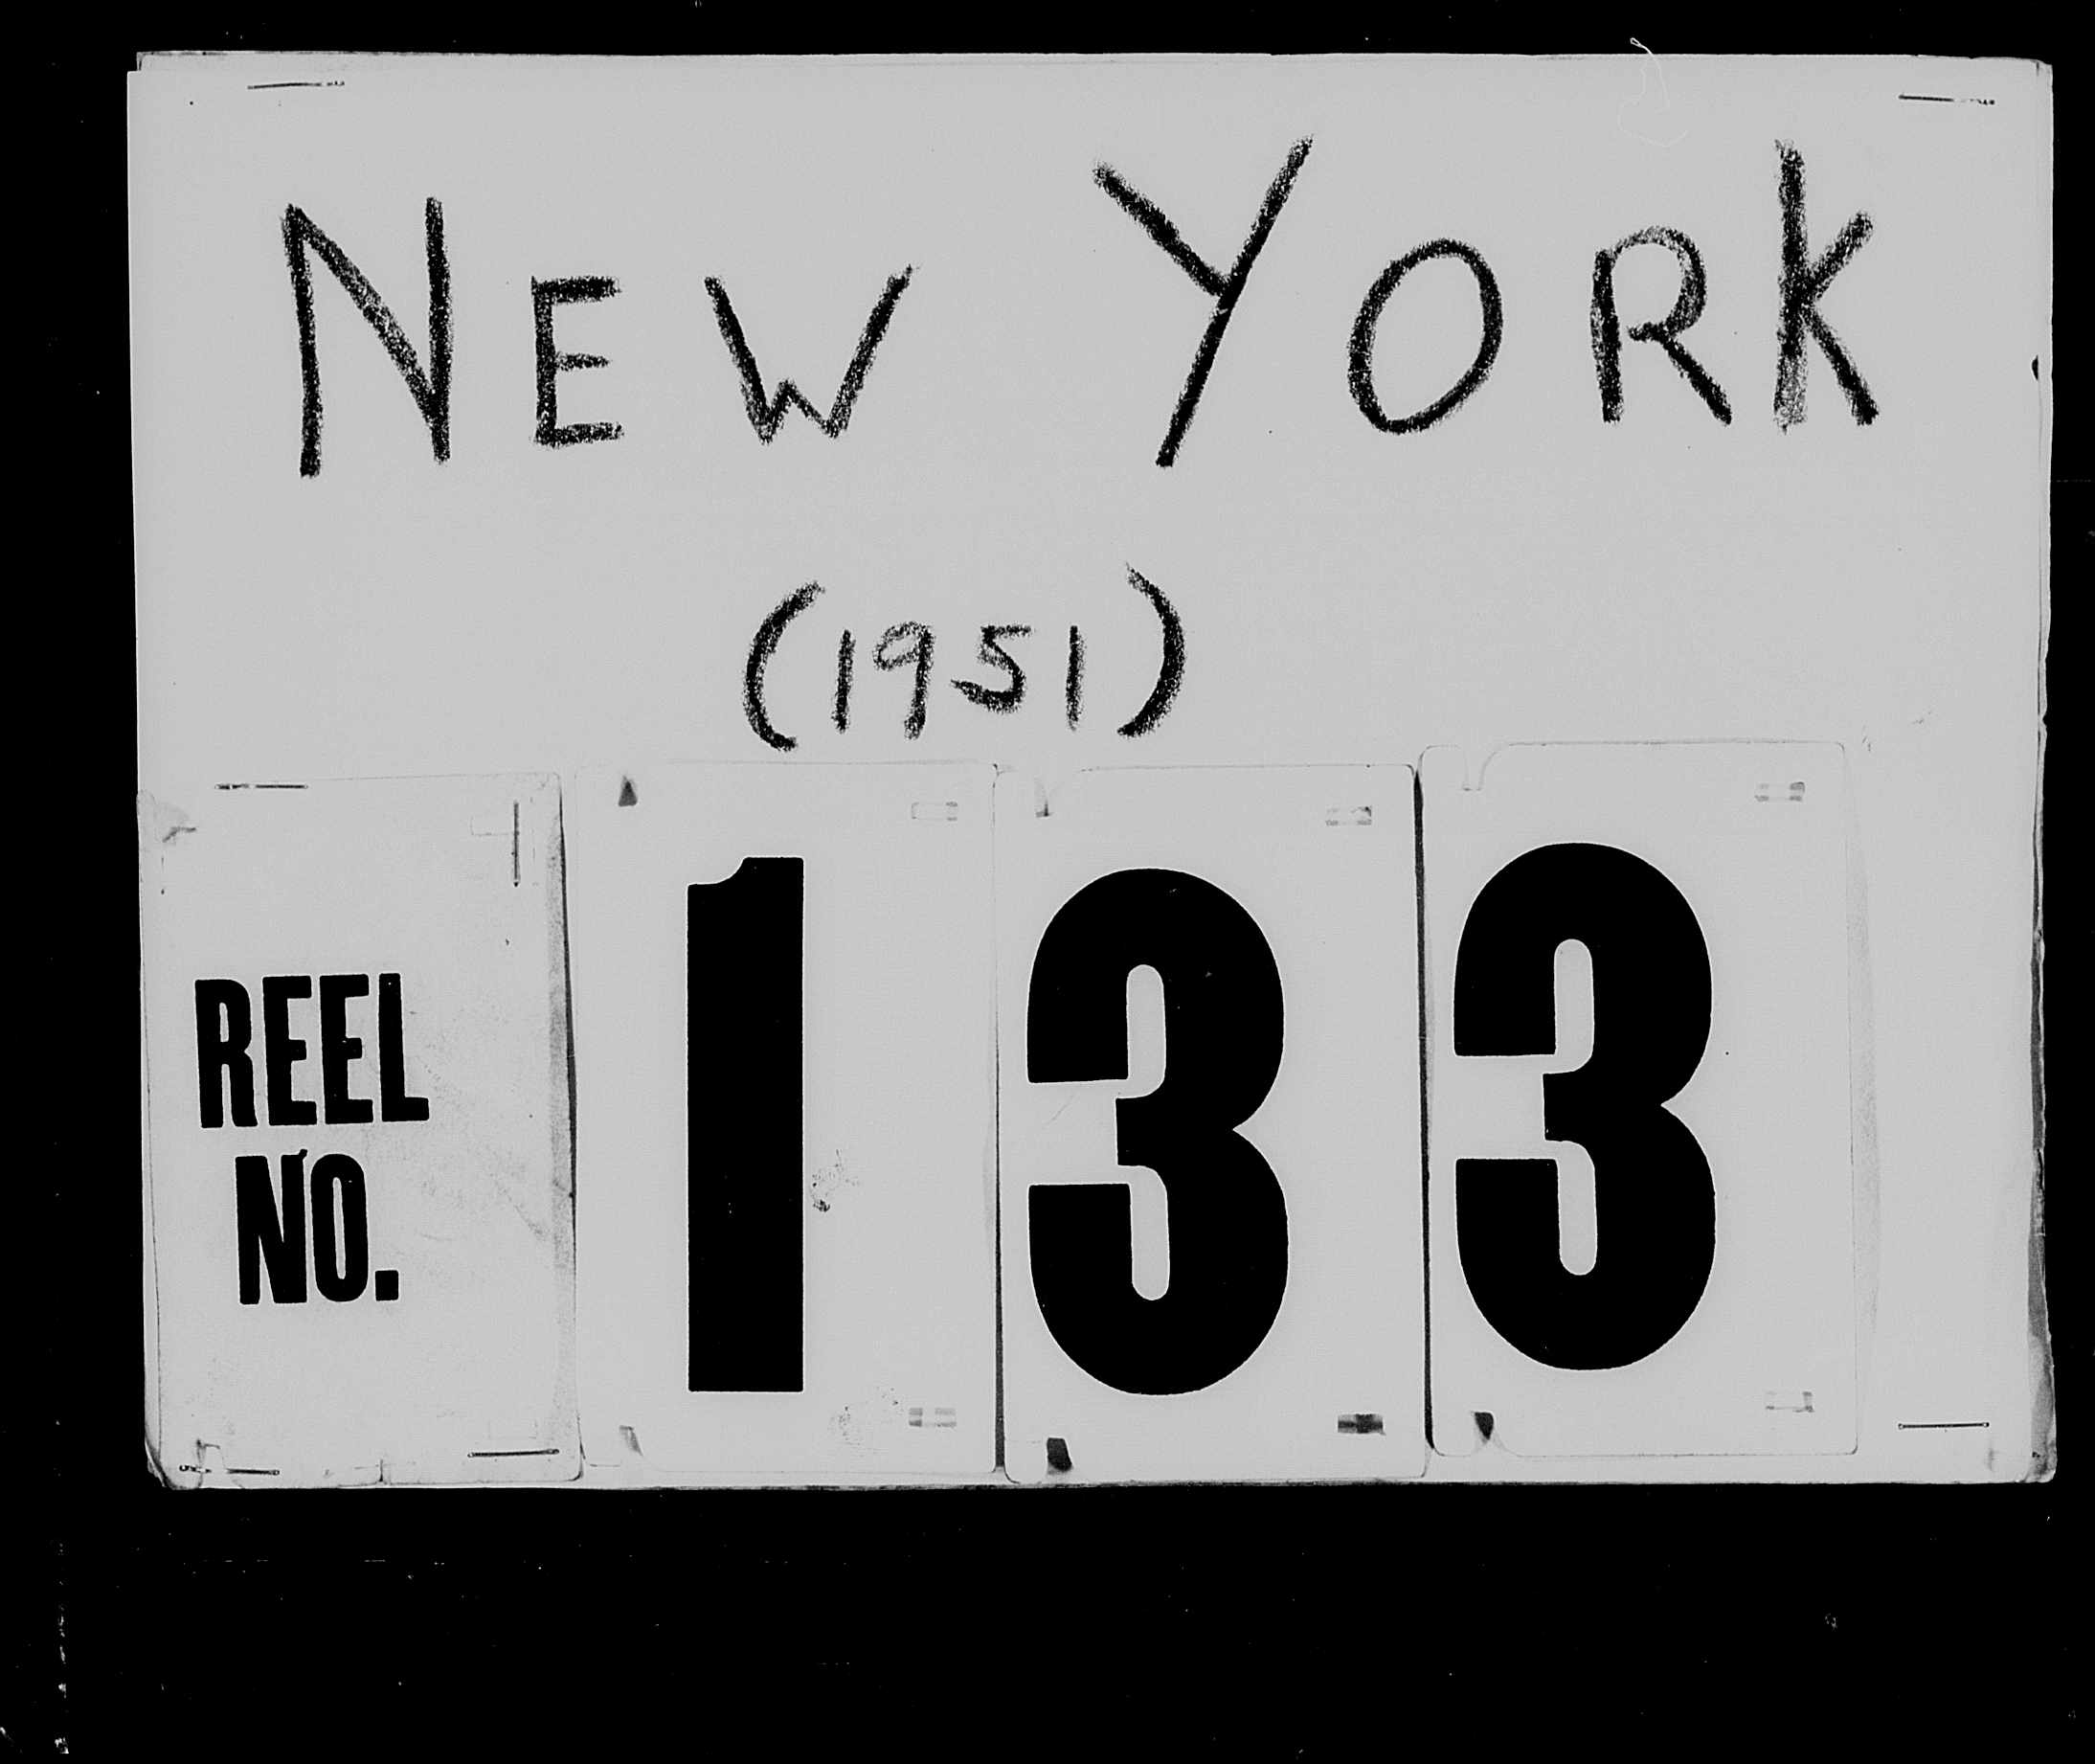 NEW YORK
(1951)
REEL
NO.
133